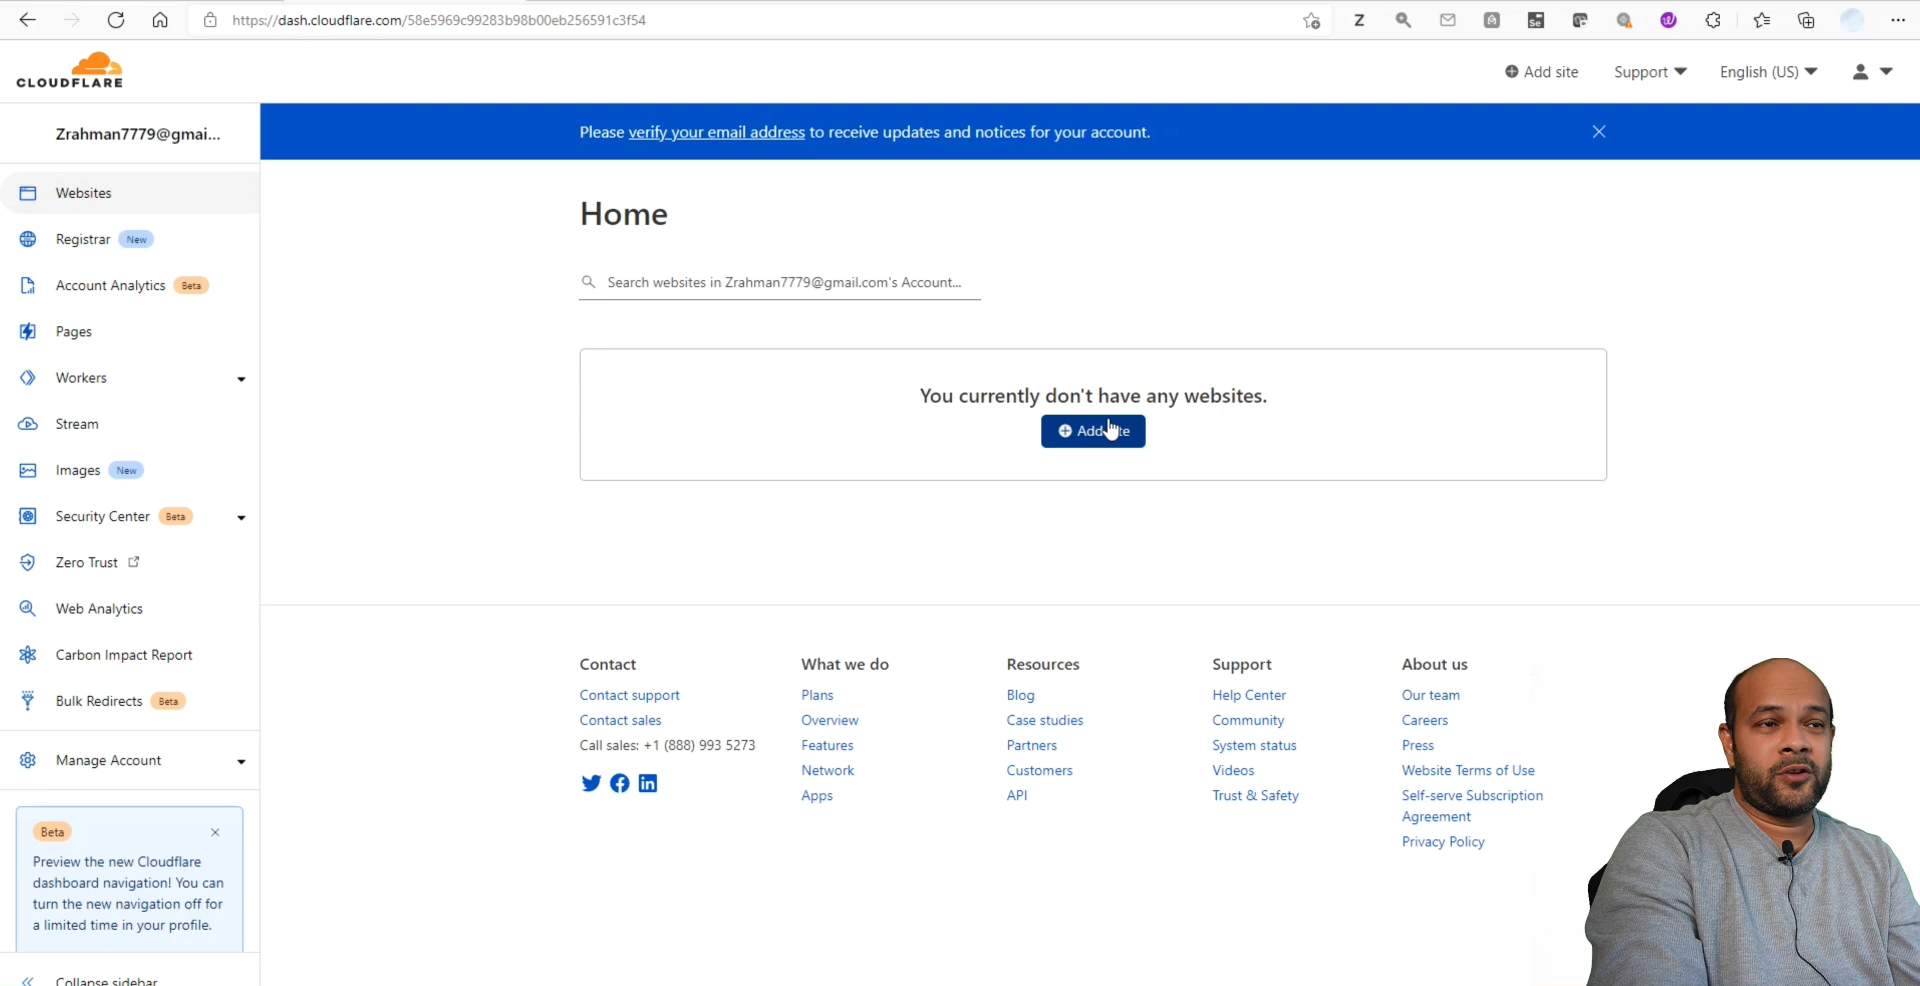 https://dash.cloudflare.com/58e5969c99283b98b00eb256591c3f54
Z
Se
CLOUDFLARE
Add site
Support
English (US)
Zrahman7779@gmai...
Please verify your email address to receive updates and notices for your account.
Websites
Registrar New
Account Analytics Beta
Pages
Workers
Stream
Images New
Security Center Beta
Zero Trust
Web Analytics
Carbon Impact Report
Bulk Redirects Beta
Manage Account
Beta
Preview the new Cloudflare
dashboard navigation! You can
turn the new navigation off for
a limited time in your profile.
Collapse sidebar
Home
Search websites in Zrahman7779@gmail.com's Account...
You currently don't have any websites.
Add
Contact
Contact support
Contact sales
Call sales: +1 (888) 993 5273
What we do
Plans
Overview
Features
Network
Apps
Resources
Blog
Case studies
Partners
Customers
API
Support
Help Center
Community
System status
Videos
Trust & Safety
About us
Our team
Careers
Press
Website Terms of Use
Self-serve Subscription
Agreement
Privacy Policy